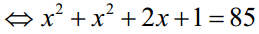 ⇔ x² + x² + 2x + 1 = 85